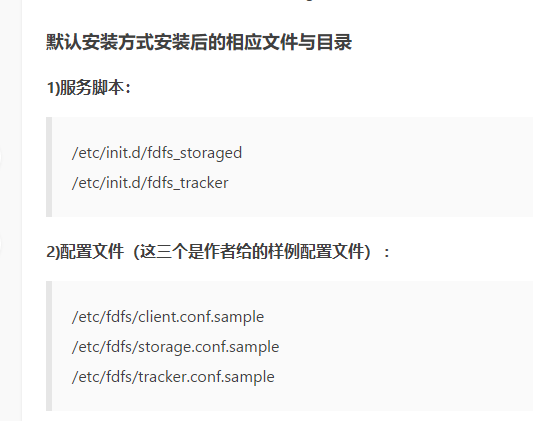 默认安装方式安装后的相应文件与目录
1)服务脚本：
/etc/init.d/fdfs_storaged
/etc/init.d/fdfs_tracker
2)配置文件（这三个是作者给的样例配置文件）：
/etc/fdfs/client.conf.sample
/etc/fdfs/storage.conf.sample
/etc/fdfs/tracker.conf.sample